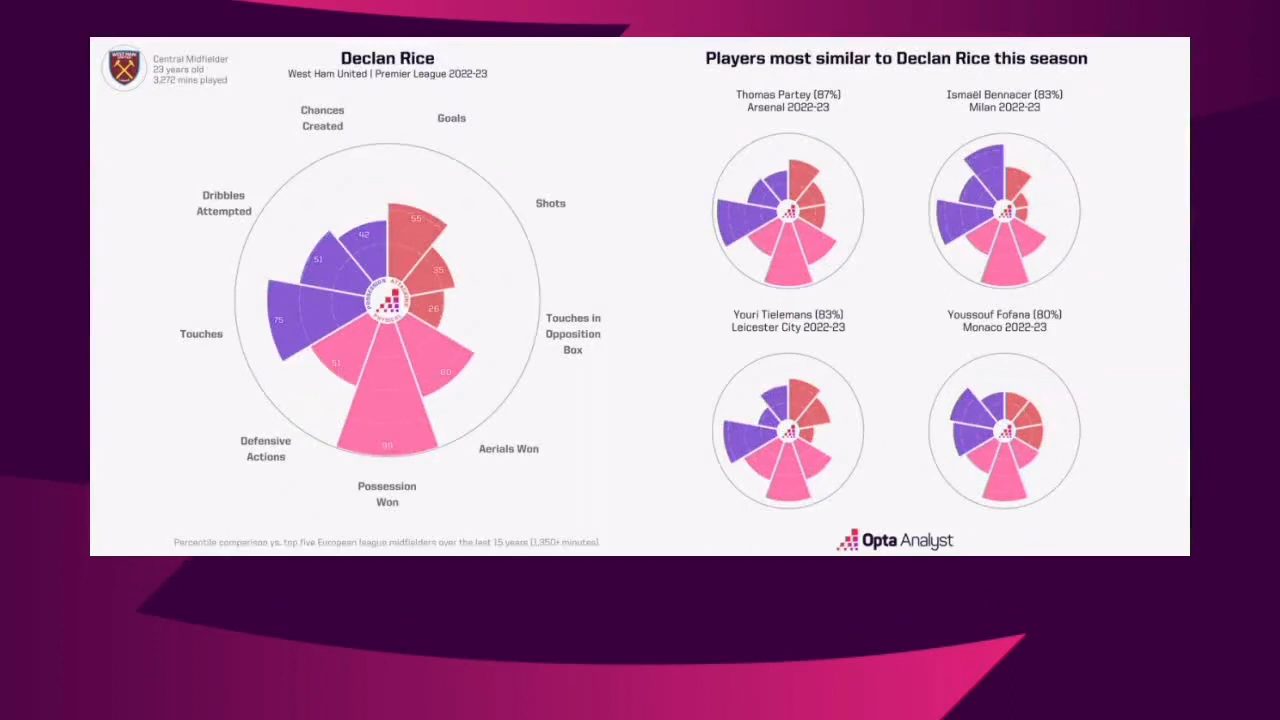 Central Midfielder
23 years old
3,272 mins played
Declan Rice
West Ham United | Premier League 2022-23
Chances
Created
Goals
Dribbles
Attempted
Shots
Touches
Touches in
Opposition
Box
Defensive
Actions
Aerials Won
Possession
Won
55
42
51
35
75
26
51
60
99
Percentile comparison vs. top five European league midfielders over the last 15 years (1,350+ minutes)
Players most similar to Declan Rice this season
Thomas Partey (87%)
Arsenal 2022-23
Ismaël Bennacer (83%)
Milan 2022-23
Youri Tielemans (83%)
Leicester City 2022-23
Youssouf Fofana (80%)
Monaco 2022-23
Opta Analyst